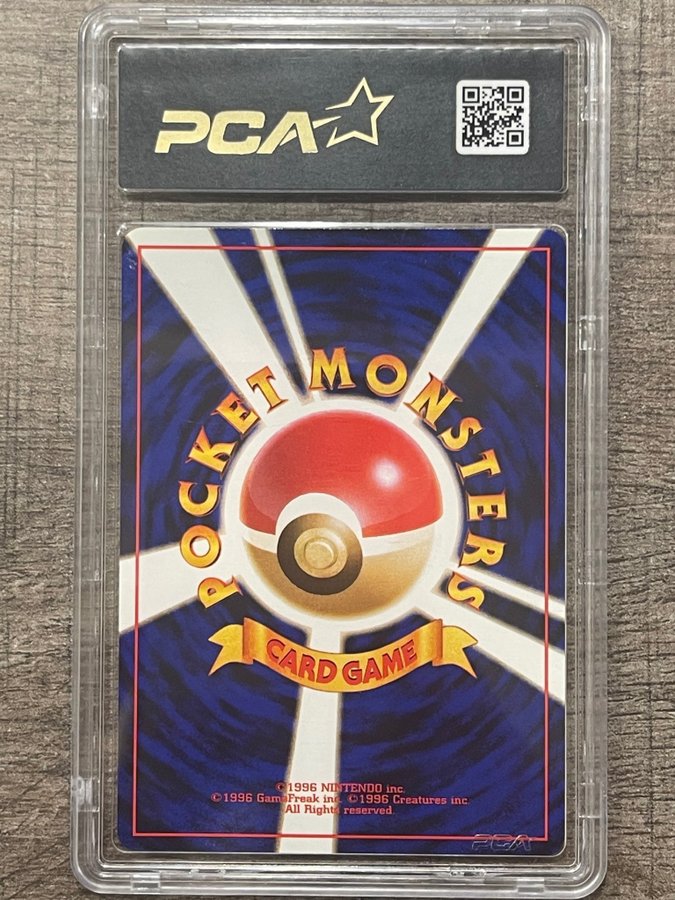 PCA
POCKET MONSTERS
CARD GAME
©1996 NINTENDO inc.
©1996 GameFreak inc. ©1996 Creatures inc.
All Rights reserved.
PCA